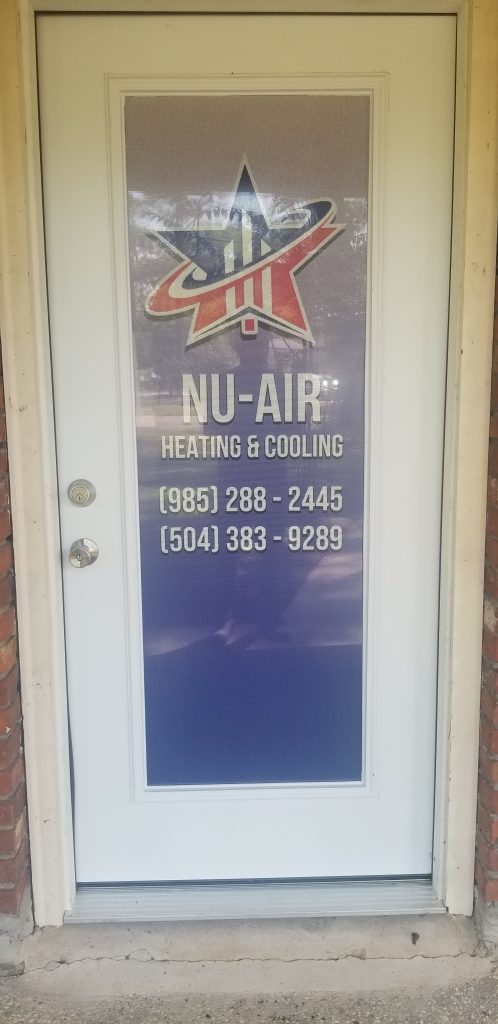 NU-AIR
HEATING & COOLING
(985) 288 - 2445
(504) 383 - 9289